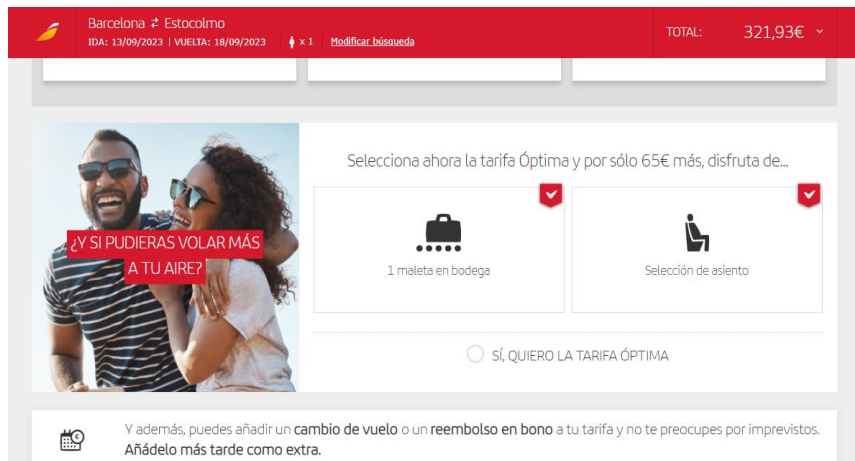 Barcelona ⇄ Estocolmo
IDA: 13/09/2023 | VUELTA: 18/09/2023 x 1 Modificar búsqueda
TOTAL: 321,93€
Selecciona ahora la tarifa Óptima y por sólo 65€ más, disfruta de...
¿Y SI PUDIERAS VOLAR MÁS
A TU AIRE?
1 maleta en bodega
Selección de asiento
SÍ, QUIERO LA TARIFA ÓPTIMA
Y además, puedes añadir un cambio de vuelo o un reembolso en bono a tu tarifa y no te preocupes por imprevistos.
Añádelo más tarde como extra.